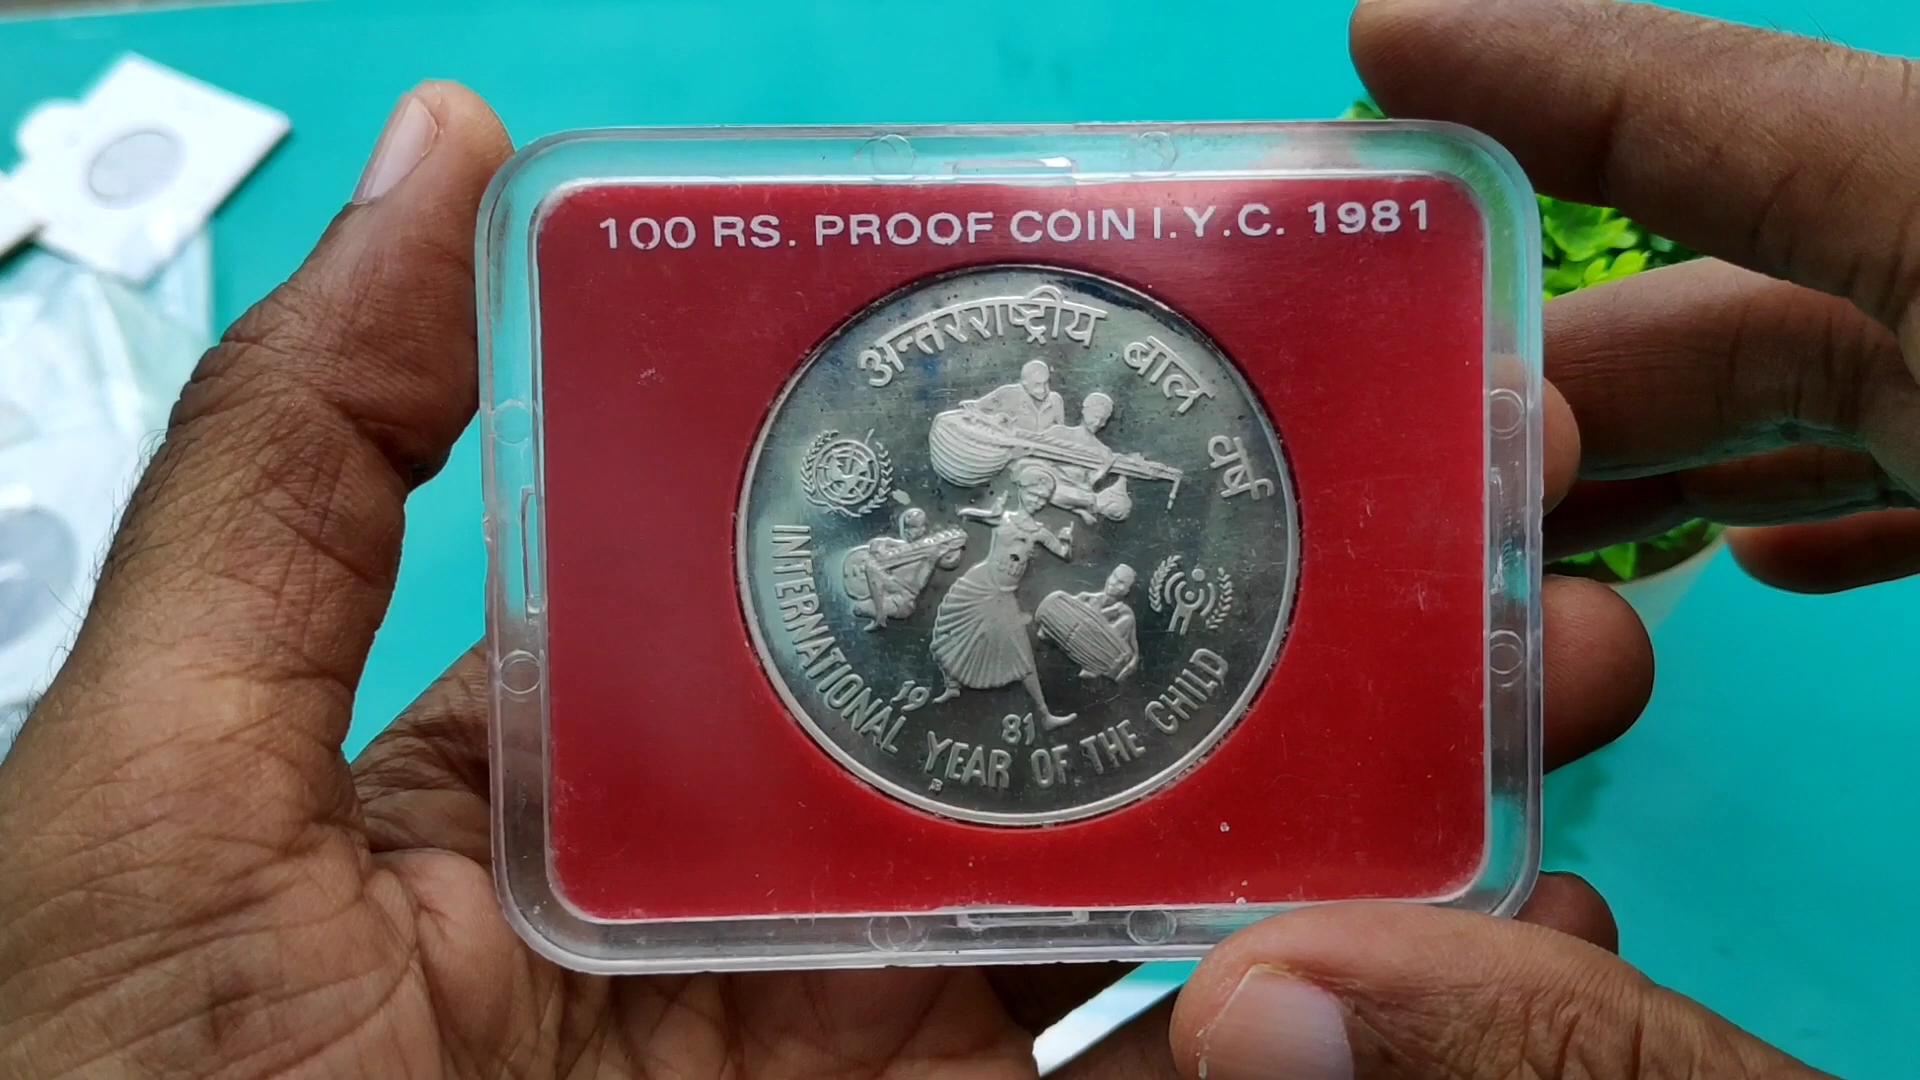 100 RS. PROOF COIN I.Y.C. 1981
अन्तरराष्ट्रीय बाल वर्ष
19 81
INTERNATIONAL YEAR OF THE CHILD